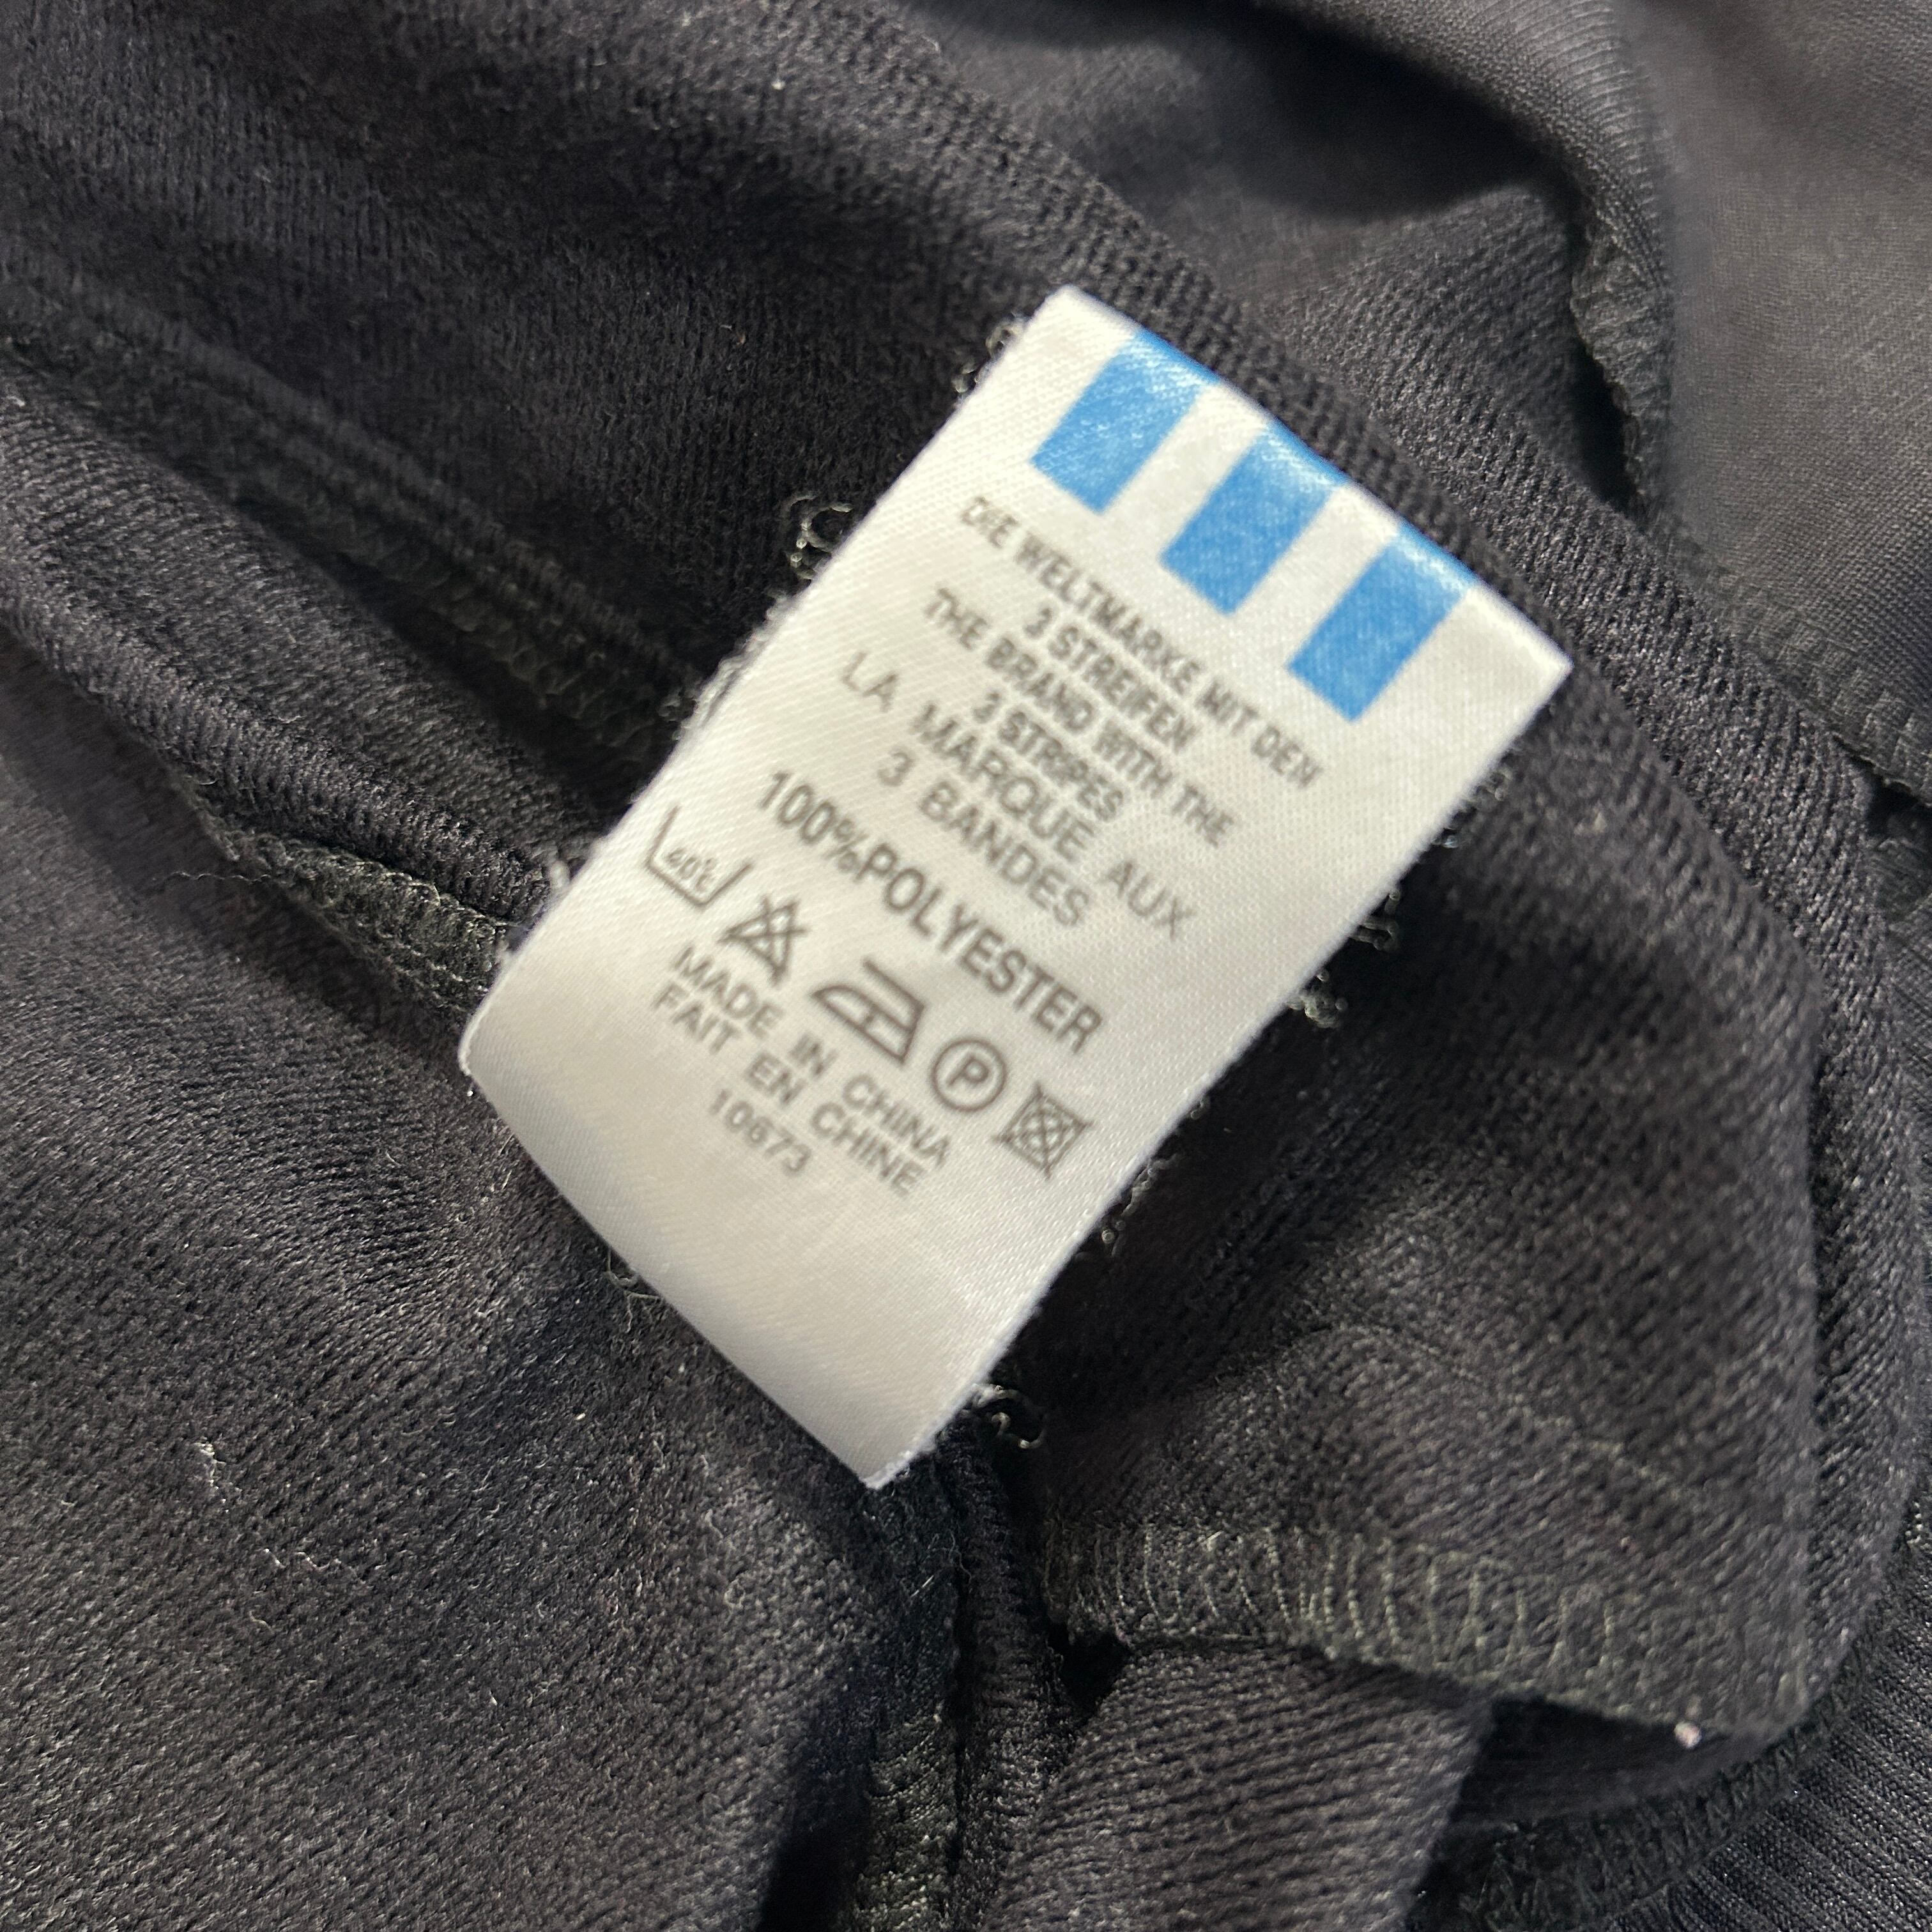 DIE WELTMARKE MIT DEN
3 STREIFEN
THE BRAND WITH THE
3 STRIPES
LA MARQUE AUX
3 BANDES
100%POLYESTER
40℃
P
MADE IN CHINA
FAIT EN CHINE
10673